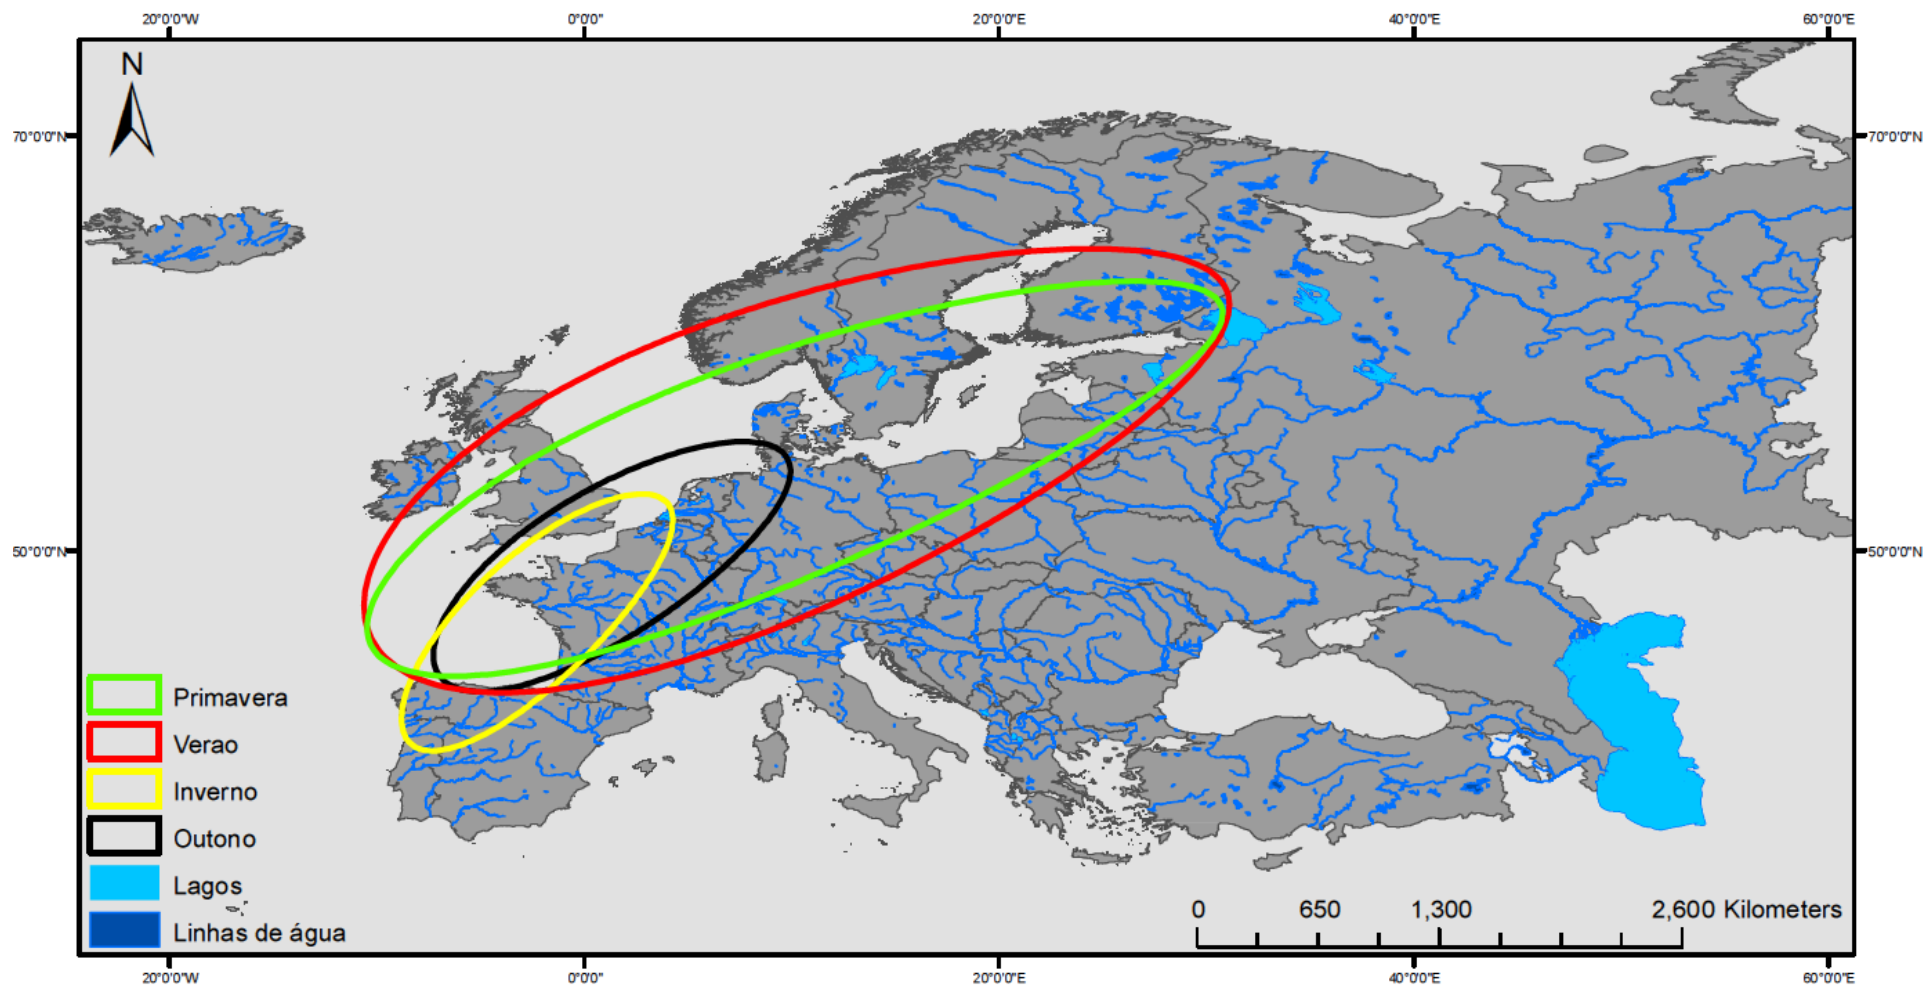 20°0'0"W 0°0'0" 20°0'0"E 40°0'0"E 60°0'0"E
N
70°0'0"N 70°0'0"N
50°0'0"N 50°0'0"N
Primavera
Verao
Inverno
Outono
Lagos
Linhas de água
0 650 1,300 2,600 Kilometers
20°0'0"W 0°0'0" 20°0'0"E 40°0'0"E 60°0'0"E